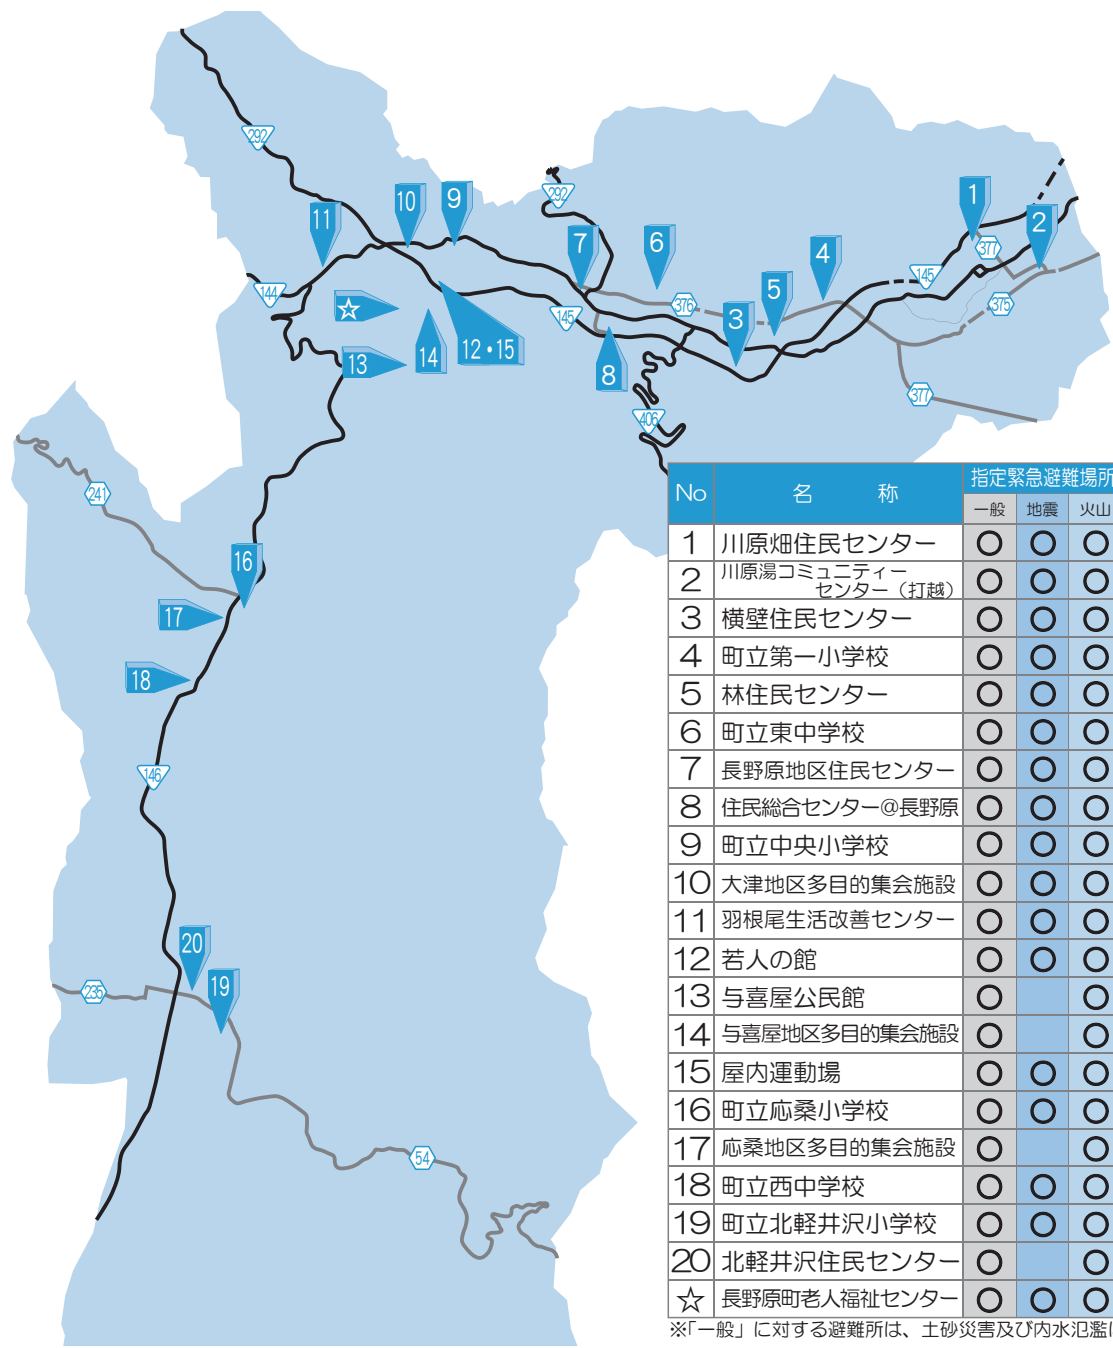 292
292
1
2
9
10
11
6
7
4
377
5
145
144
☆
376
375
3
145
12・15
14
13
8
377
406
No
名 称
指定緊急避難場所
一般
地震
火山
241
1 川原畑住民センター ○ ○ ○
2 川原湯コミュニティーセンター（打越） ○ ○ ○
16
3 横壁住民センター ○ ○ ○
17
4 町立第一小学校 ○ ○ ○
18
5 林住民センター ○ ○ ○
6 町立東中学校 ○ ○ ○
7 長野原地区住民センター ○ ○ ○
146
8 住民総合センター@長野原 ○ ○ ○
9 町立中央小学校 ○ ○ ○
10 大津地区多目的集会施設 ○ ○ ○
11 羽根尾生活改善センター ○ ○ ○
20
12 若人の館 ○ ○ ○
19
235
13 与喜屋公民館 ○ ○
14 与喜屋地区多目的集会施設 ○ ○
15 屋内運動場 ○ ○ ○
16 町立応桑小学校 ○ ○ ○
17 応桑地区多目的集会施設 ○ ○
54
18 町立西中学校 ○ ○ ○
19 町立北軽井沢小学校 ○ ○ ○
20 北軽井沢住民センター ○ ○
☆ 長野原町老人福祉センター ○ ○ ○
※「一般」に対する避難所は、土砂災害及び内水氾濫